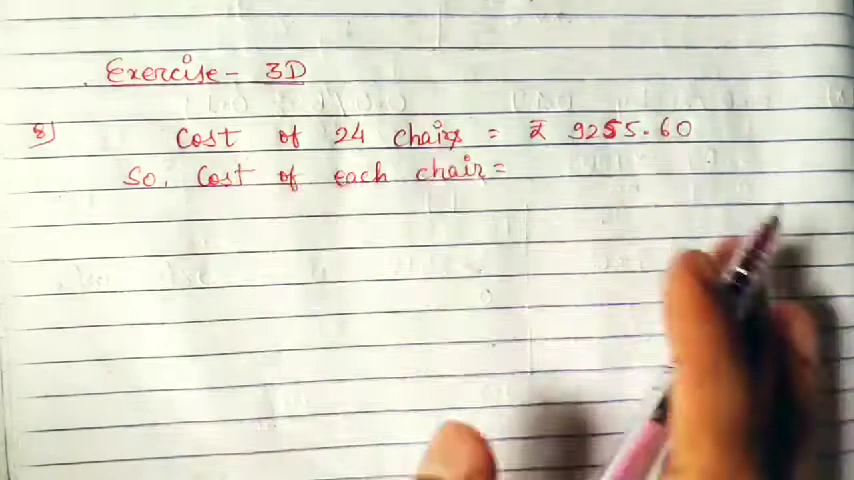 Exercise - 3D
8) Cost of 24 chairs = ₹ 9255.60
So, Cost of each chair =